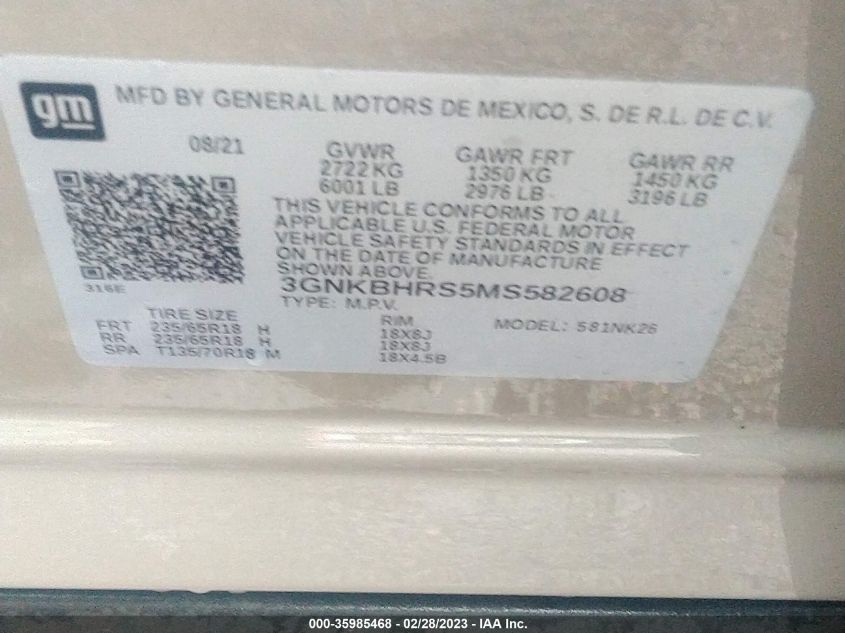 gm MFD BY GENERAL MOTORS DE MEXICO, S. DE R.L. DE C.V.
08/21 GVWR GAWR FRT GAWR RR
2722 KG 1350 KG 1450 KG
6001 LB 2976 LB 3196 LB
THIS VEHICLE CONFORMS TO ALL
APPLICABLE U.S. FEDERAL MOTOR
VEHICLE SAFETY STANDARDS IN EFFECT
ON THE DATE OF MANUFACTURE
SHOWN ABOVE.
316E
3GNKBHRS5MS582608
TYPE: M.P.V.
TIRE SIZE RIM MODEL: 581NK26
FRT 235/65R18 H 18X8J
RR 235/65R18 H 18X8J
SPA T135/70R18 M 18X4.5B
000-35985468 - 02/28/2023 - IAA Inc.